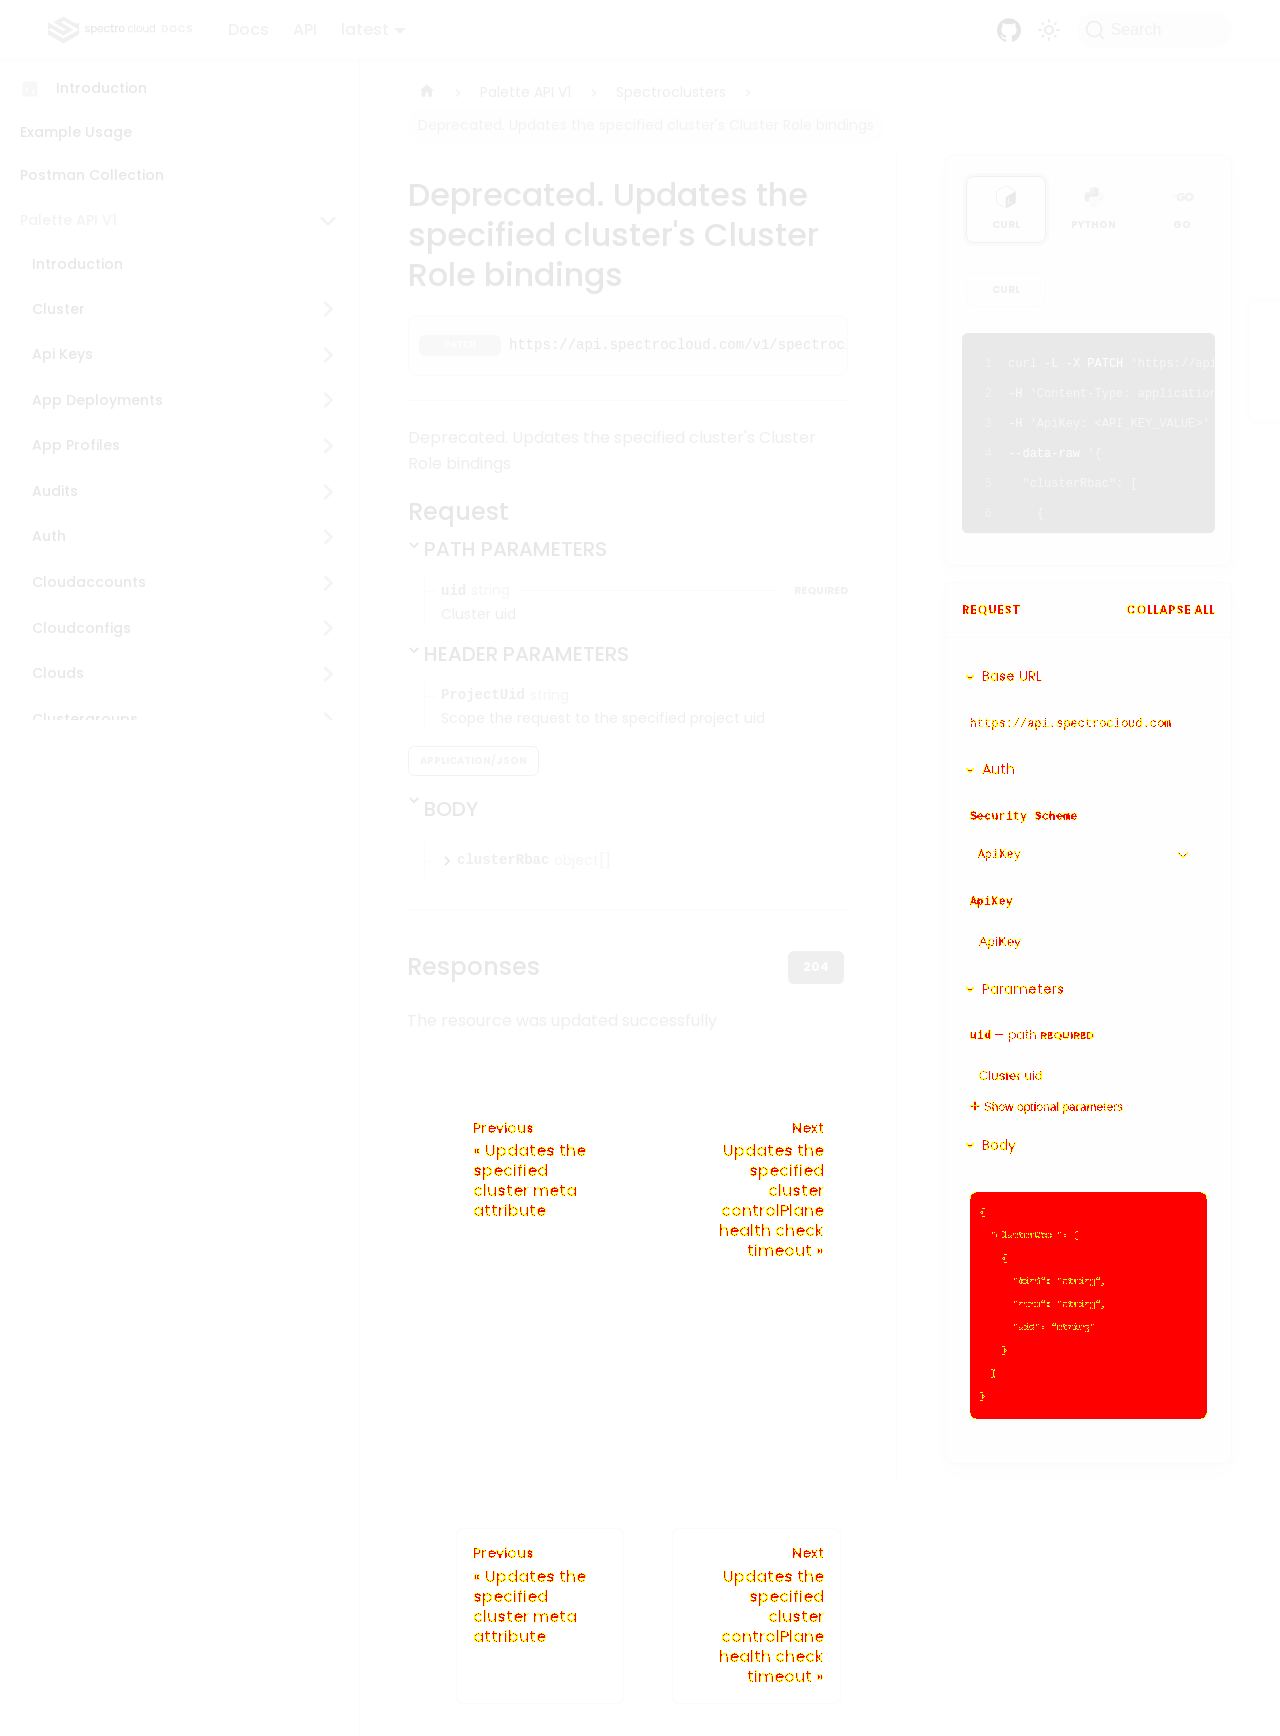 spectro cloud DOCS
Docs
API
latest
Search
Introduction
Example Usage
Postman Collection
Palette API V1
Introduction
Cluster
Api Keys
App Deployments
App Profiles
Audits
Auth
Cloudaccounts
Cloudconfigs
Clouds
Clustergroups
Palette API V1
Spectroclusters
Deprecated. Updates the specified cluster's Cluster Role bindings
Deprecated. Updates the
specified cluster's Cluster
Role bindings
PATCH
https://api.spectrocloud.com/v1/spectroc
Deprecated. Updates the specified cluster's Cluster
Role bindings
Request
PATH PARAMETERS
uid string REQUIRED
Cluster uid
HEADER PARAMETERS
ProjectUid string
Scope the request to the specified project uid
APPLICATION/JSON
BODY
clusterRbac object[]
Responses
204
The resource was updated successfully
Previous
« Updates the
specified
cluster meta
attribute
Next
Updates the
specified
cluster
controlPlane
health check
timeout »
Previous
« Updates the
specified
cluster meta
attribute
Next
Updates the
specified
cluster
controlPlane
health check
timeout »
CURL
PYTHON
GO
CURL
1 curl -L -X PATCH 'https://api
2 -H 'Content-Type: application
3 -H 'ApiKey: <API_KEY_VALUE>'
4 --data-raw '{
5 "clusterRbac": [
6 {
REQUEST
COLLAPSE ALL
Base URL
https://api.spectrocloud.com
Auth
Security Scheme
ApiKey
ApiKey
ApiKey
Parameters
uid — path REQUIRED
Cluster uid
+ Show optional parameters
Body
{
"clusterRbac": [
{
"kind": "string",
"name": "string",
"uid": "string"
}
]
}